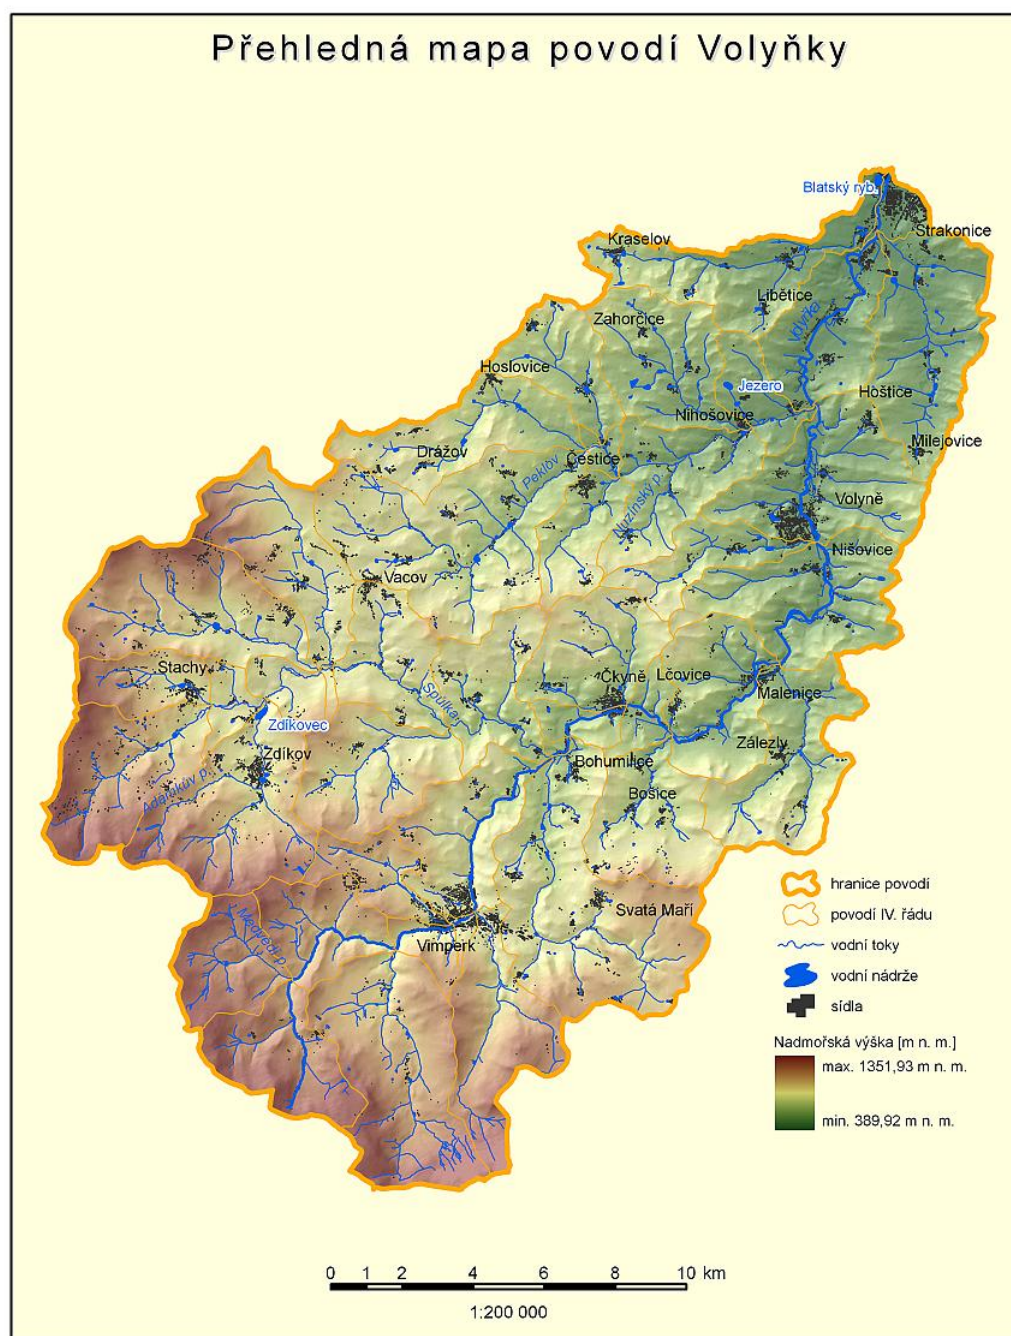 Přehledná mapa povodí Volyňky
Blatský ryb.
Strakonice
Kraselov
Libětice
Zahorčice
Volyňka
Hoslovice
Jezero
Hoštice
Nihošovice
Milejovice
Drážov
Čestice
Peklov
Nuzínský p.
Volyně
Nišovice
Vacov
Stachy
Spůlka
Čkyně
Lčovice
Malenice
Zdíkovec
Zdíkov
Zálezly
Bohumilice
Adamkův p.
Bošice
hranice povodí
Svatá Maří
povodí IV. řádu
Medvědí p.
Vimperk
vodní toky
vodní nádrže
sídla
Nadmořská výška [m n. m.]
max. 1351,93 m n. m.
min. 389,92 m n. m.
0 1 2 4 6 8 10 km
1:200 000